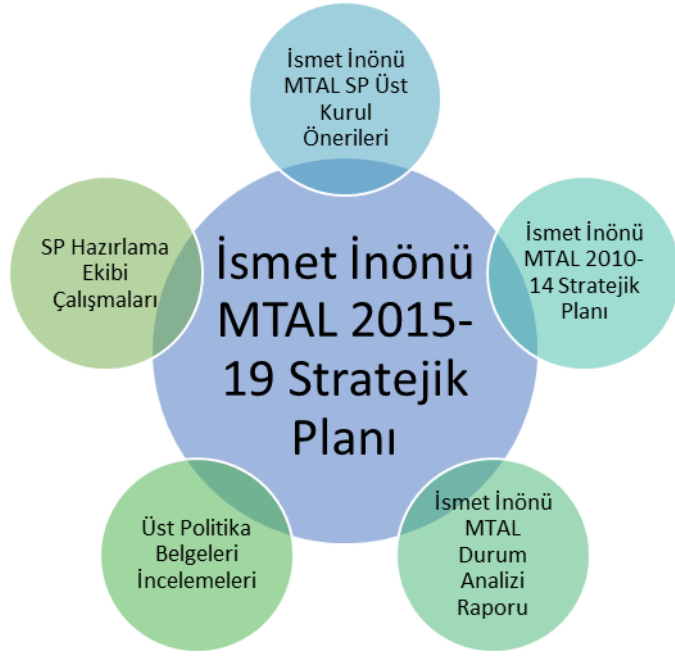 İsmet İnönü
MTAL SP Üst
Kurul
Önerileri
SP Hazırlama
Ekibi
Çalışmaları
İsmet İnönü
MTAL 2015-
19 Stratejik
Planı
İsmet İnönü
MTAL 2010-
14 Stratejik
Planı
Üst Politika
Belgeleri
İncelemeleri
İsmet İnönü
MTAL
Durum
Analizi
Raporu